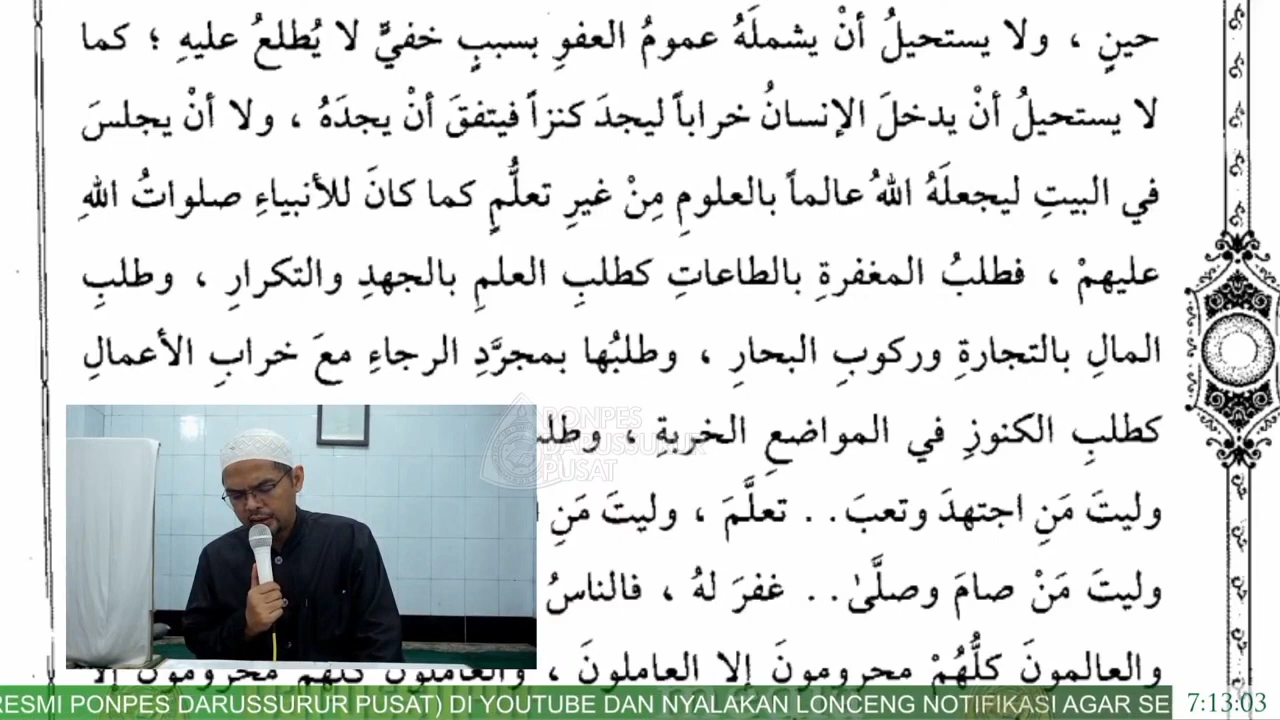 حينٍ ، ولا يستحيلُ أنْ يشملَهُ عمومُ العفوِ بسببٍ خفيٍّ لا يُطلعُ عليهِ ؛ كما
لا يستحيلُ أنْ يدخلَ الإنسانُ خراباً ليجدَ كنزاً فيتفقَ أنْ يجدَهُ ، ولا أنْ يجلسَ
في البيتِ ليجعلَهُ اللهُ عالماً بالعلومِ مِنْ غيرِ تعلُّمٍ كما كانَ للأنبياءِ صلواتُ اللهِ
عليهمْ ، فطلبُ المغفرةِ بالطاعاتِ كطلبِ العلمِ بالجهدِ والتكرارِ ، وطلبِ
المالِ بالتجارةِ وركوبِ البحارِ ، وطلبُها بمجرَّدِ الرجاءِ معَ خرابِ الأعمالِ
كطلبِ الكنوزِ في المواضعِ الخربةِ ،
وليتَ مَنِ اجتهدَ وتعبَ.. تعلَّمَ ، وليتَ مَنِ
وليتَ مَنْ صامَ وصلَّىٰ.. غفرَ لهُ ، فالناسُ
والعالمونَ كلُّهُمْ محرومونَ إلا العاملونَ ، والعاملونَ كلُّهُمْ محرومونَ إلا
PONPES
DARUSSURUR
PUSAT
RESMI PONPES DARUSSURUR PUSAT) DI YOUTUBE DAN NYALAKAN LONCENG NOTIFIKASI AGAR SE
7:13:03